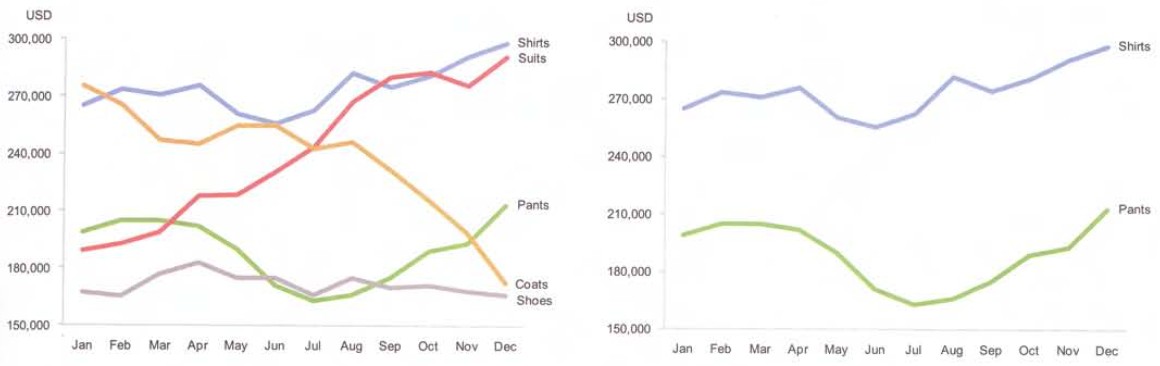 USD
300,000
270,000
240,000
210,000
180,000
150,000
Shirts
Suits
Pants
Coats
Shoes
Jan Feb Mar Apr May Jun Jul Aug Sep Oct Nov Dec
USD
300,000
270,000
240,000
210,000
180,000
150,000
Shirts
Pants
Jan Feb Mar Apr May Jun Jul Aug Sep Oct Nov Dec